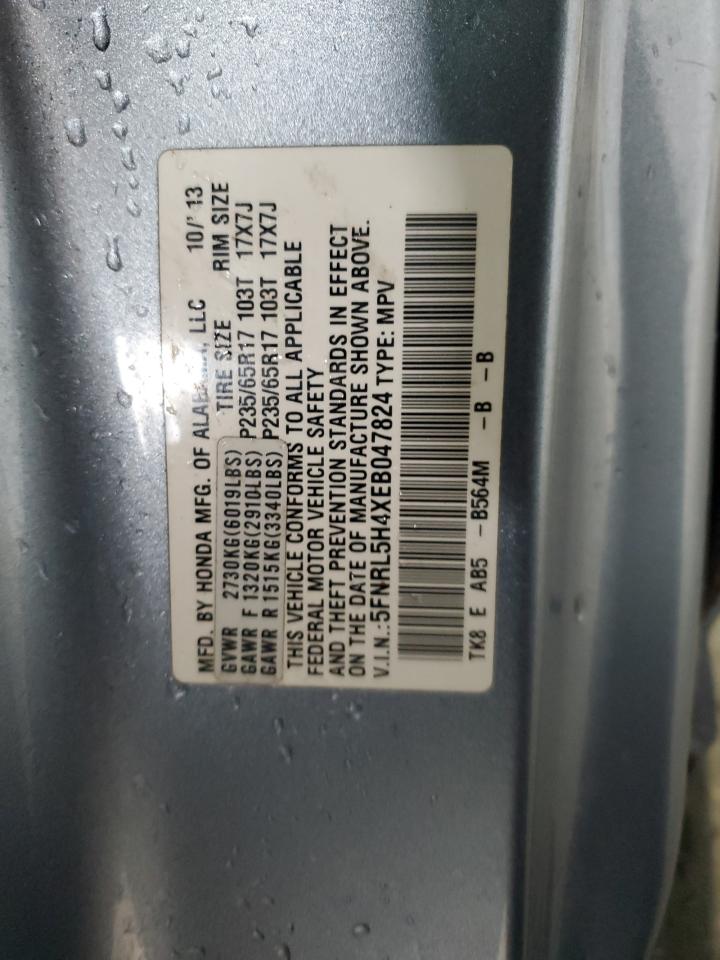 MFD. BY HONDA MFG. OF ALABAMA, LLC 10/'13
GVWR 2730KG(6019LBS) TIRE SIZE RIM SIZE
GAWR F 1320KG(2910LBS) P235/65R17 103T 17X7J
GAWR R 1515KG(3340LBS) P235/65R17 103T 17X7J
THIS VEHICLE CONFORMS TO ALL APPLICABLE
FEDERAL MOTOR VEHICLE SAFETY
AND THEFT PREVENTION STANDARDS IN EFFECT
ON THE DATE OF MANUFACTURE SHOWN ABOVE.
V.I.N.:5FNRL5H4XEB047824 TYPE: MPV
TK8 E AB5 -B564M -B -B